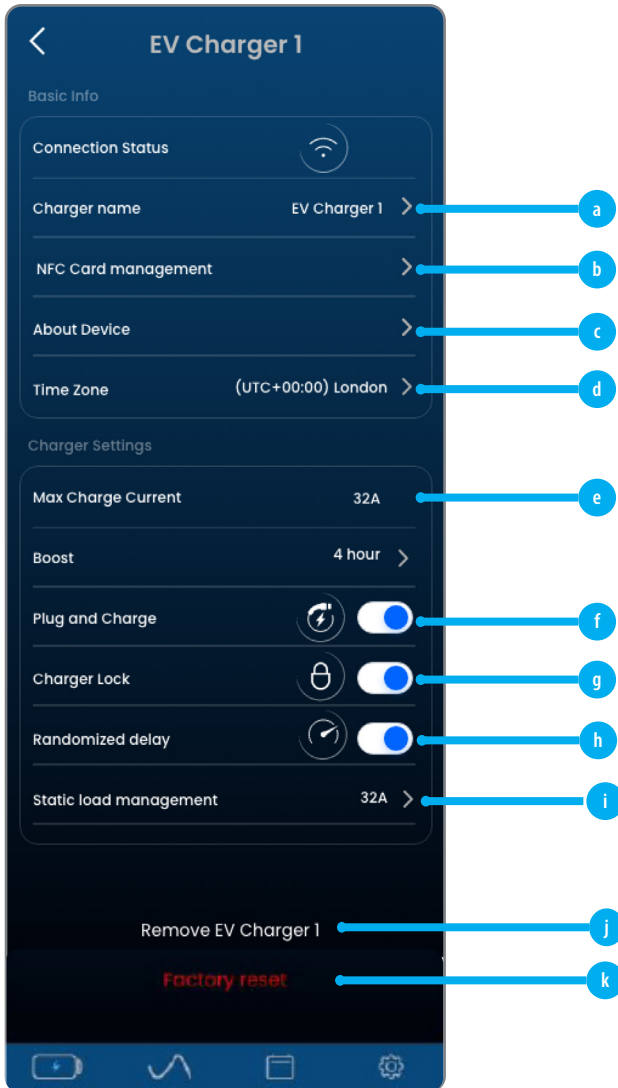 EV Charger 1
Basic Info
Connection Status
Charger name EV Charger 1 a
NFC Card management b
About Device c
Time Zone (UTC+00:00) London d
Charger Settings
Max Charge Current 32A e
Boost 4 hour
Plug and Charge f
Charger Lock g
Randomized delay h
Static load management 32A i
Remove EV Charger 1 j
Factory reset k